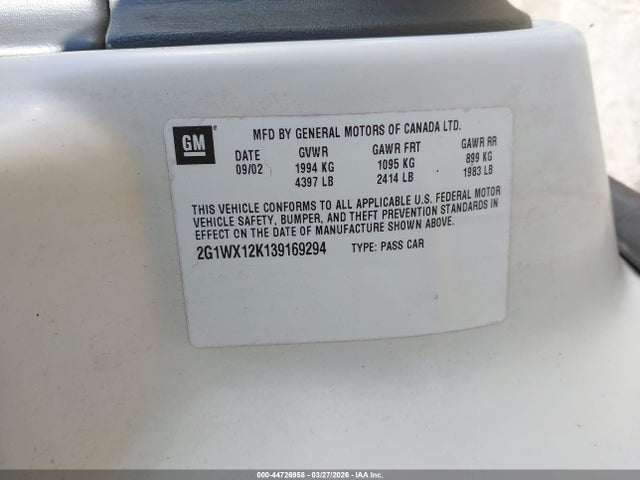 MFD BY GENERAL MOTORS OF CANADA LTD.
GM
DATE GVWR GAWR FRT GAWR RR
09/02 1994 KG 1095 KG 899 KG
4397 LB 2414 LB 1983 LB
THIS VEHICLE CONFORMS TO ALL APPLICABLE U.S. FEDERAL MOTOR
VEHICLE SAFETY, BUMPER, AND THEFT PREVENTION STANDARDS IN
EFFECT ON THE DATE OF MANUFACTURE SHOWN ABOVE.
2G1WX12K139169294 TYPE: PASS CAR
000-44726958 - 03/27/2026 - IAA Inc.